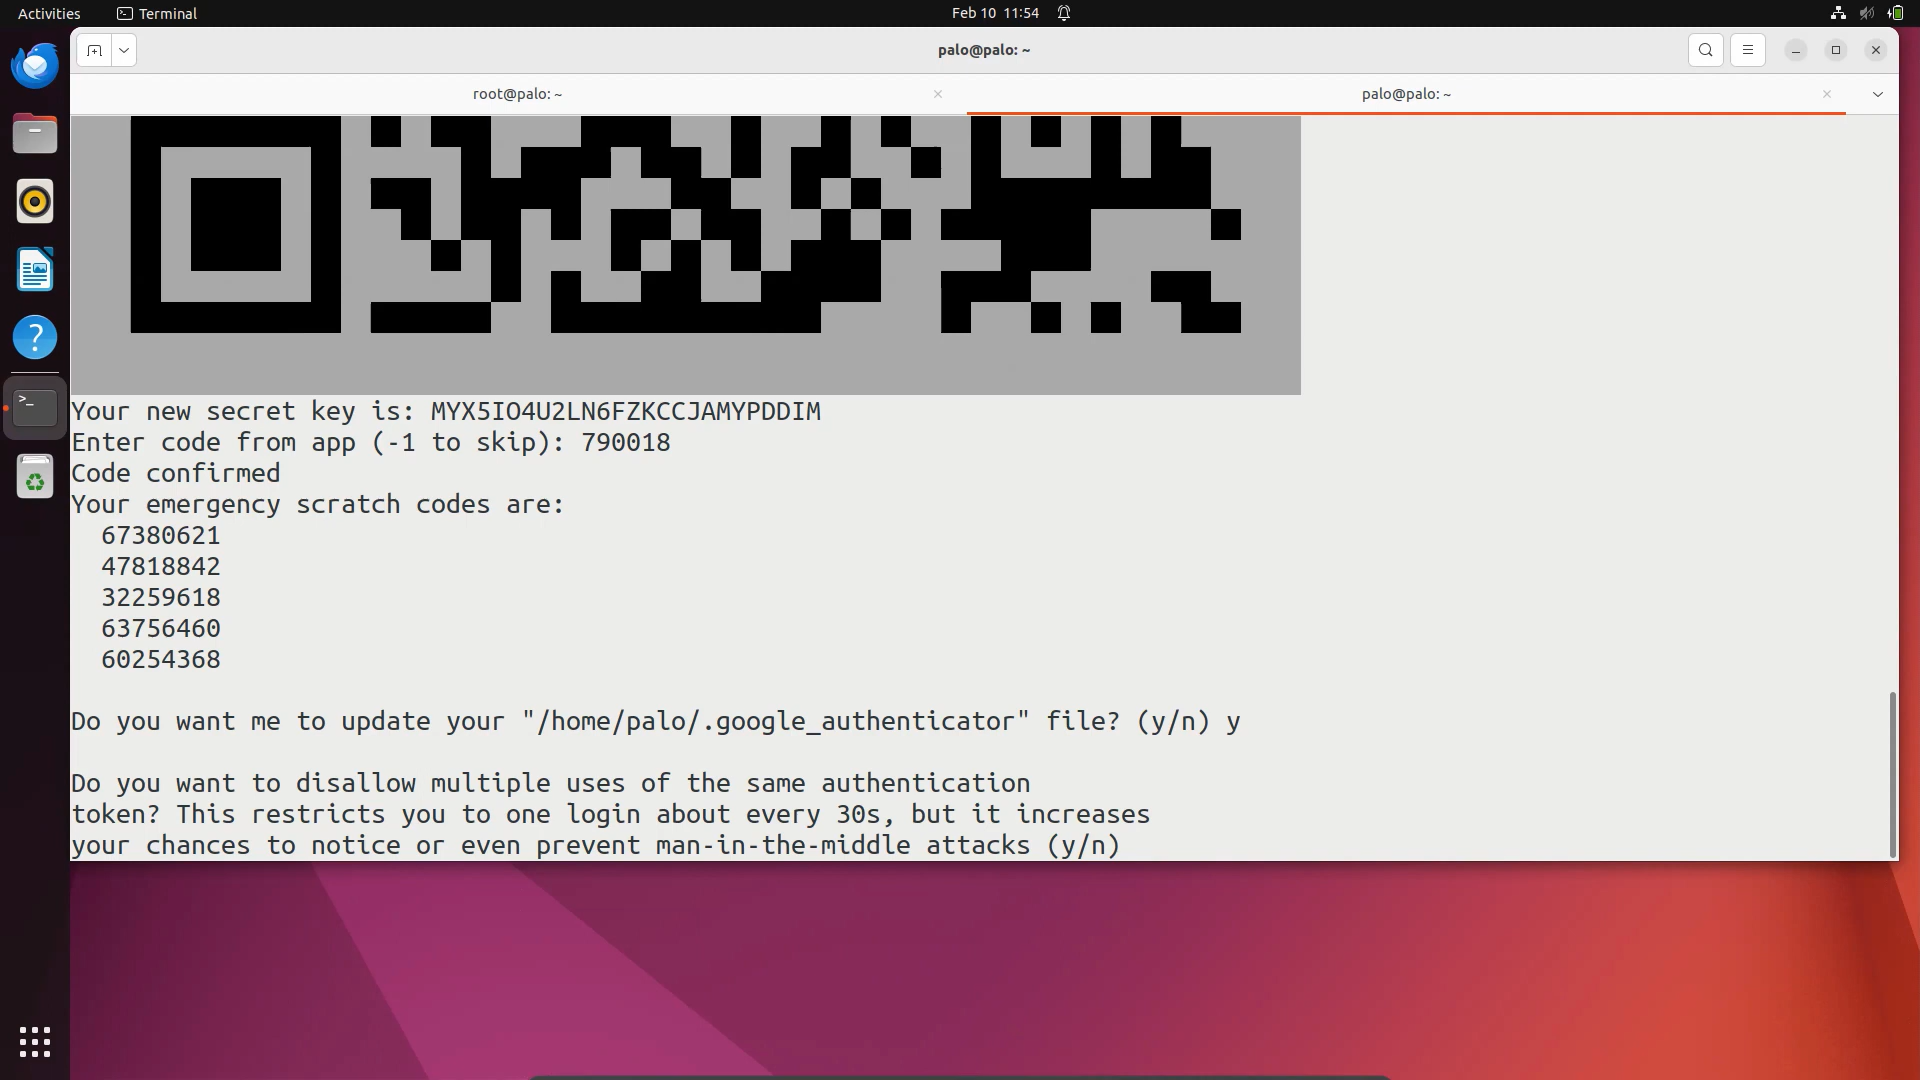 Activities
Terminal
Feb 10 11:54
palo@palo: ~
root@palo: ~
palo@palo: ~
Your new secret key is: MYX5IO4U2LN6FZKCCJAMYPDDIM
Enter code from app (-1 to skip): 790018
Code confirmed
Your emergency scratch codes are:
67380621
47818842
32259618
63756460
60254368
Do you want me to update your "/home/palo/.google_authenticator" file? (y/n) y
Do you want to disallow multiple uses of the same authentication
token? This restricts you to one login about every 30s, but it increases
your chances to notice or even prevent man-in-the-middle attacks (y/n)